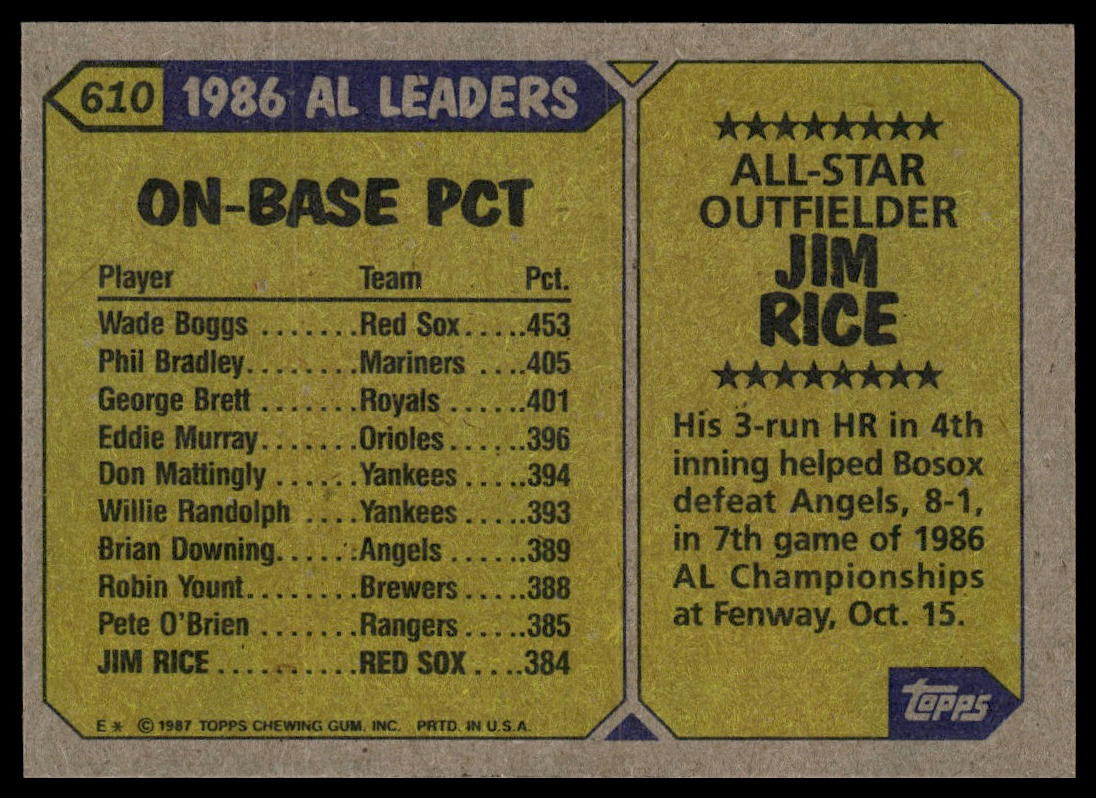 610 1986 AL LEADERS
ON-BASE PCT
Player Team Pct.
Wade Boggs .......Red Sox.....453
Phil Bradley........Mariners ....405
George Brett .......Royals ......401
Eddie Murray.......Orioles......396
Don Mattingly ......Yankees.....394
Willie Randolph ....Yankees.....393
Brian Downing......Angels ......389
Robin Yount........Brewers.....388
Pete O'Brien .......Rangers.....385
JIM RICE ..........RED SOX ....384
E* ©1987 TOPPS CHEWING GUM, INC. PRTD. IN U.S.A.
★★★★★★★★
ALL-STAR
OUTFIELDER
JIM
RICE
★★★★★★★★
His 3-run HR in 4th
inning helped Bosox
defeat Angels, 8-1,
in 7th game of 1986
AL Championships
at Fenway, Oct. 15.
topps